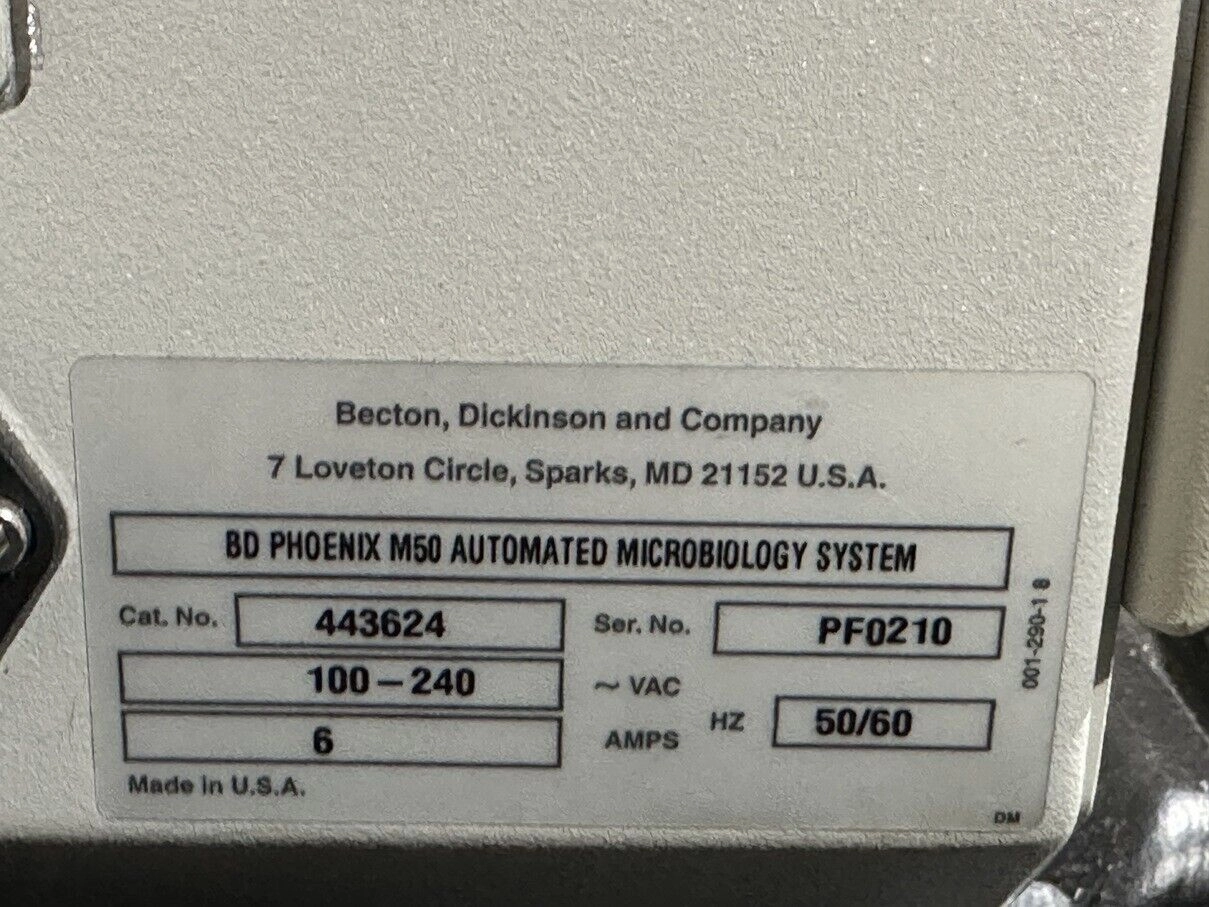 Becton, Dickinson and Company
7 Loveton Circle, Sparks, MD 21152 U.S.A.
BD PHOENIX M50 AUTOMATED MICROBIOLOGY SYSTEM
Cat. No. 443624 Ser. No. PF0210
100-240 ~ VAC
6 AMPS HZ 50/60
Made in U.S.A.
001-290-1 8
DM